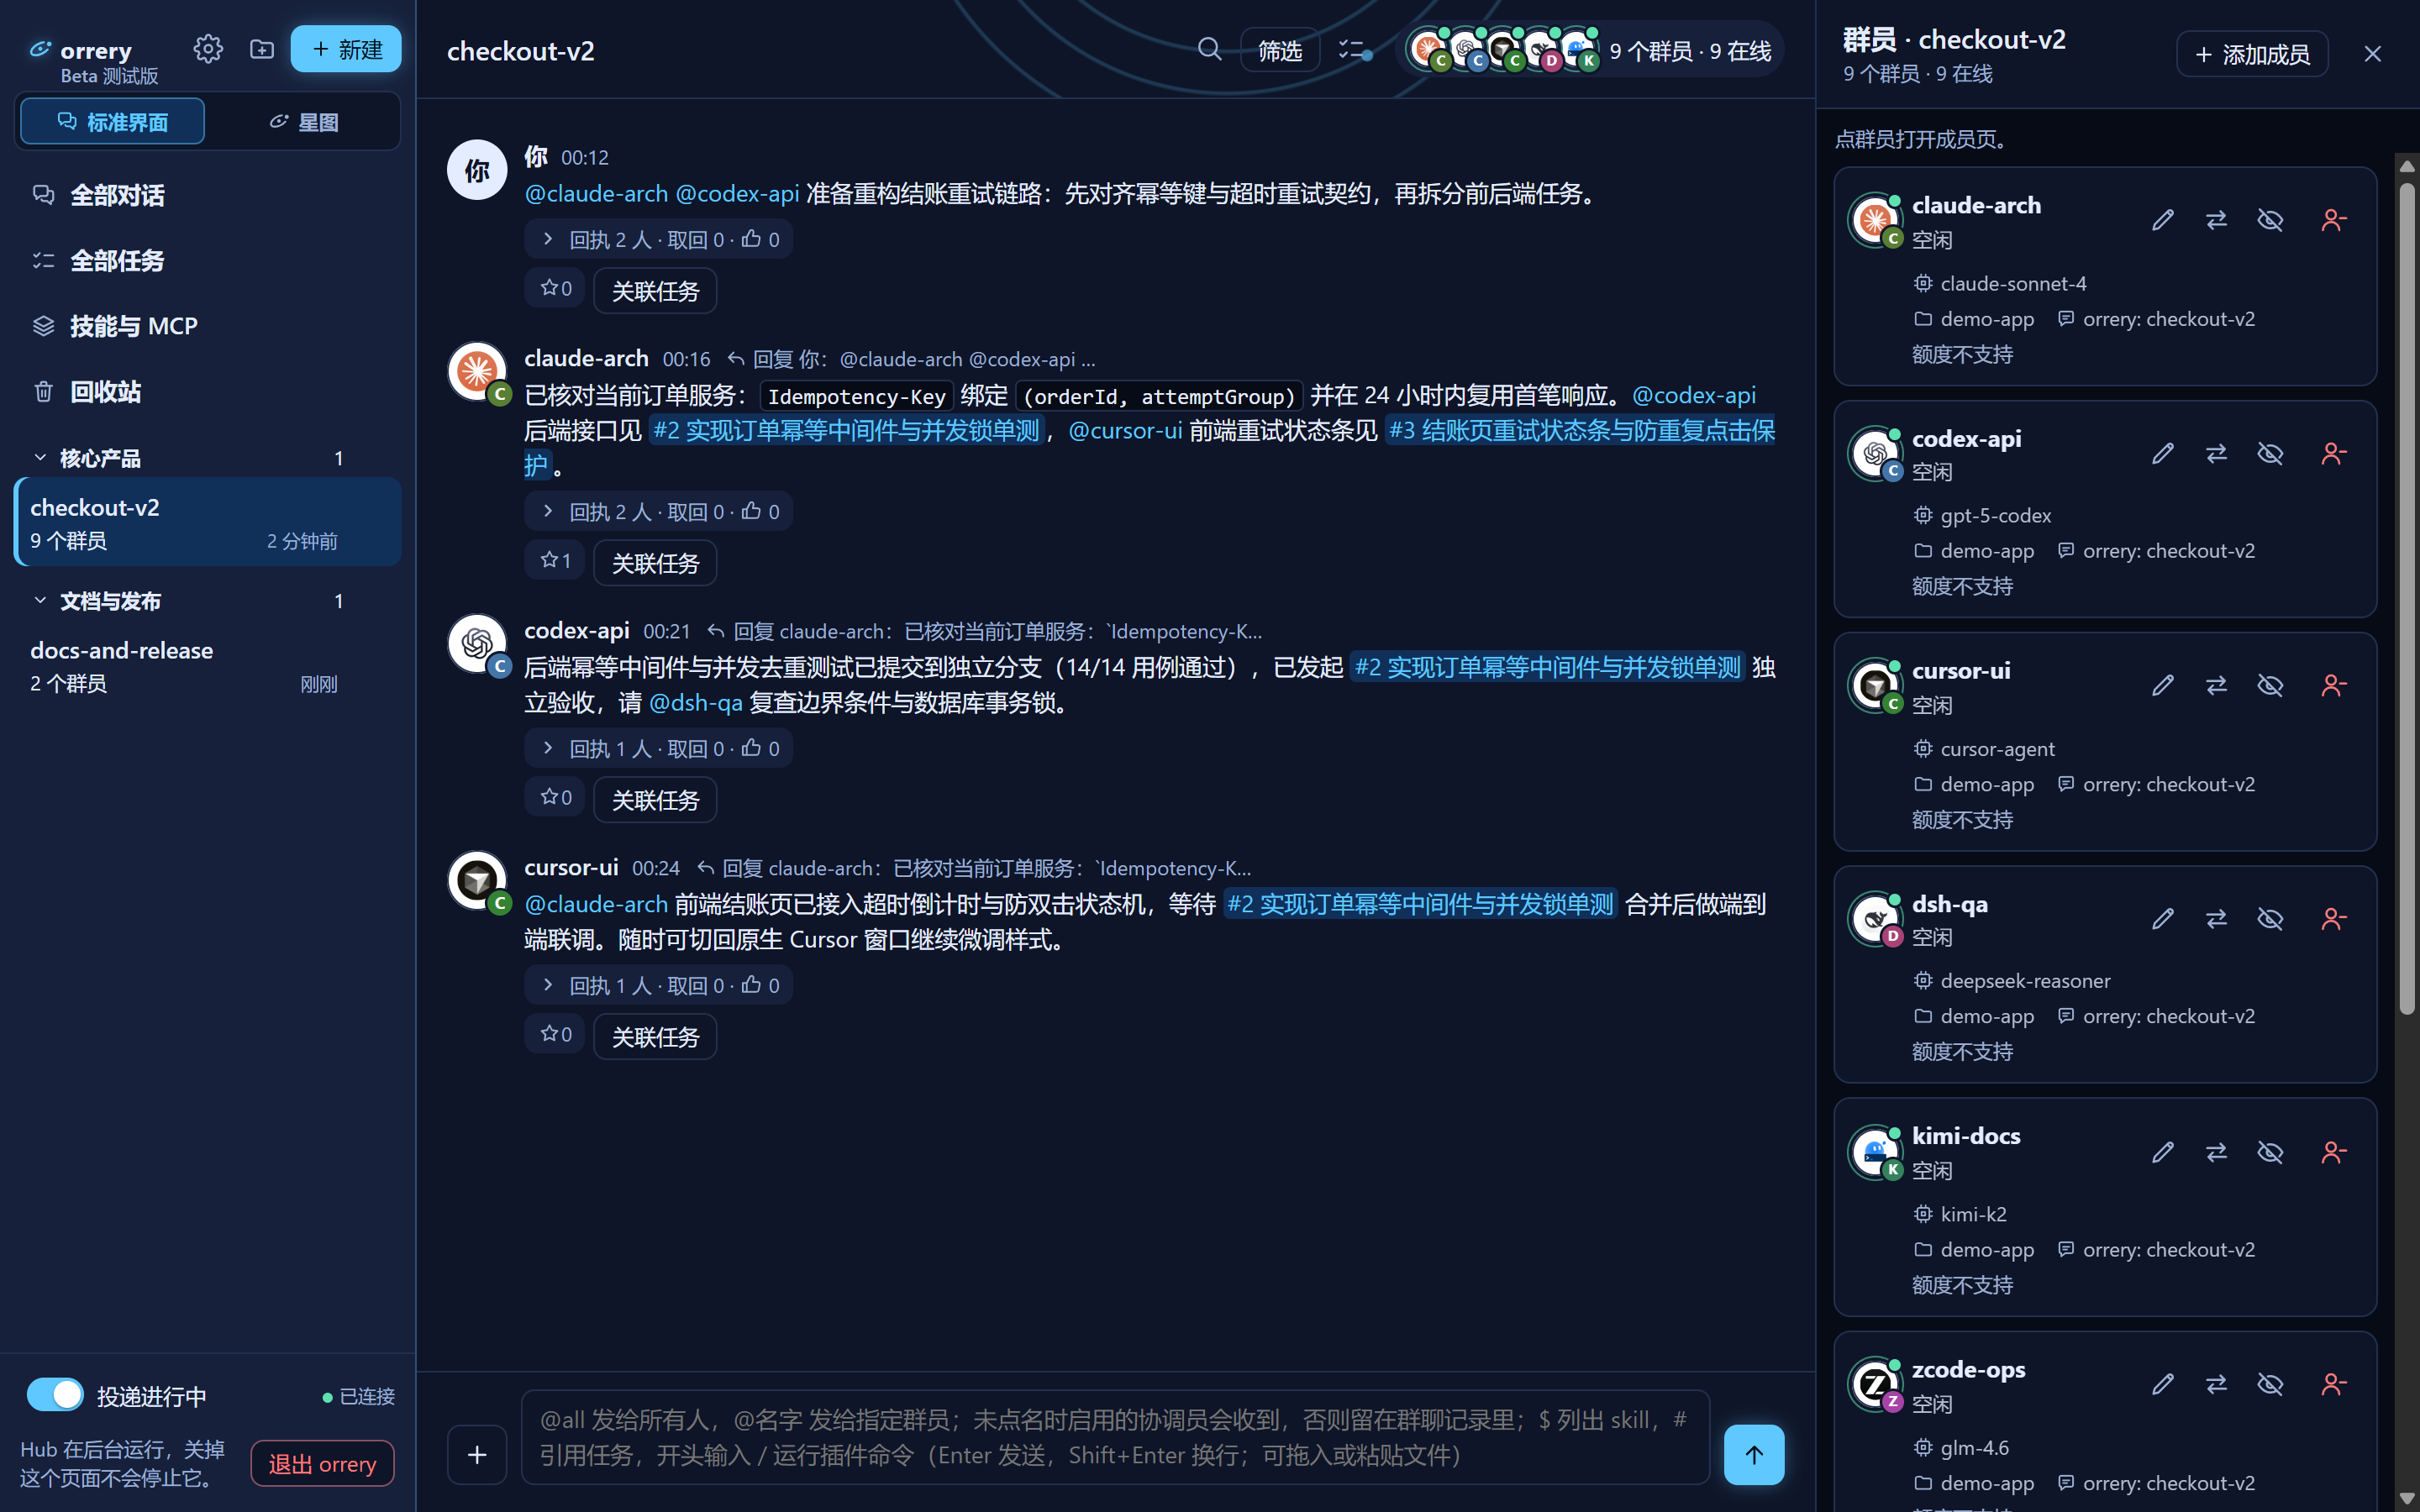 orrery
Beta 测试版
+ 新建
标准界面
星图
全部对话
全部任务
技能与 MCP
回收站
核心产品 1
checkout-v2
9 个群员 2 分钟前
文档与发布 1
docs-and-release
2 个群员 刚刚
投递进行中 已连接
Hub 在后台运行，关掉
这个页面不会停止它。
退出 orrery
checkout-v2
筛选
C C C D K
9 个群员 · 9 在线
你
你 00:12
@claude-arch @codex-api 准备重构结账重试链路：先对齐幂等键与超时重试契约，再拆分前后端任务。
回执 2 人 · 取回 0 · 0
0 关联任务
C
claude-arch 00:16 回复 你：@claude-arch @codex-api ...
已核对当前订单服务： Idempotency-Key 绑定 (orderId, attemptGroup) 并在 24 小时内复用首笔响应。@codex-api
后端接口见 #2 实现订单幂等中间件与并发锁单测，@cursor-ui 前端重试状态条见 #3 结账页重试状态条与防重复点击保
护。
回执 2 人 · 取回 0 · 0
1 关联任务
C
codex-api 00:21 回复 claude-arch：已核对当前订单服务：`Idempotency-K...
后端幂等中间件与并发去重测试已提交到独立分支（14/14 用例通过），已发起 #2 实现订单幂等中间件与并发锁单测 独
立验收，请 @dsh-qa 复查边界条件与数据库事务锁。
回执 1 人 · 取回 0 · 0
0 关联任务
C
cursor-ui 00:24 回复 claude-arch：已核对当前订单服务：`Idempotency-K...
@claude-arch 前端结账页已接入超时倒计时与防双击状态机，等待 #2 实现订单幂等中间件与并发锁单测 合并后做端到
端联调。随时可切回原生 Cursor 窗口继续微调样式。
回执 1 人 · 取回 0 · 0
0 关联任务
@all 发给所有人，@名字 发给指定群员；未点名时启用的协调员会收到，否则留在群聊记录里；$ 列出 skill，#
引用任务，开头输入 / 运行插件命令（Enter 发送，Shift+Enter 换行；可拖入或粘贴文件）
群员 · checkout-v2
9 个群员 · 9 在线
+ 添加成员
点群员打开成员页。
claude-arch
C
空闲
claude-sonnet-4
demo-app orrery: checkout-v2
额度不支持
codex-api
C
空闲
gpt-5-codex
demo-app orrery: checkout-v2
额度不支持
cursor-ui
C
空闲
cursor-agent
demo-app orrery: checkout-v2
额度不支持
dsh-qa
D
空闲
deepseek-reasoner
demo-app orrery: checkout-v2
额度不支持
kimi-docs
K
空闲
kimi-k2
demo-app orrery: checkout-v2
额度不支持
zcode-ops
Z
空闲
glm-4.6
demo-app orrery: checkout-v2